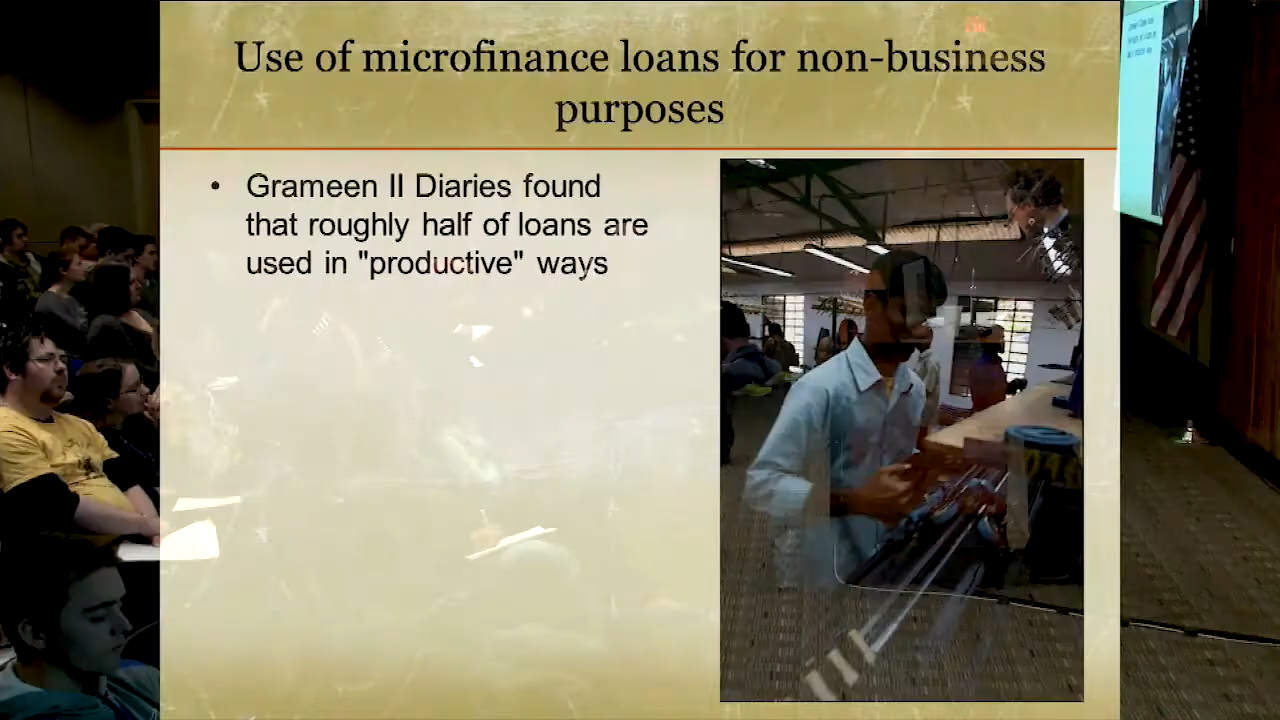 Use of microfinance loans for non-business
purposes
• Grameen II Diaries found
that roughly half of loans are
used in "productive" ways